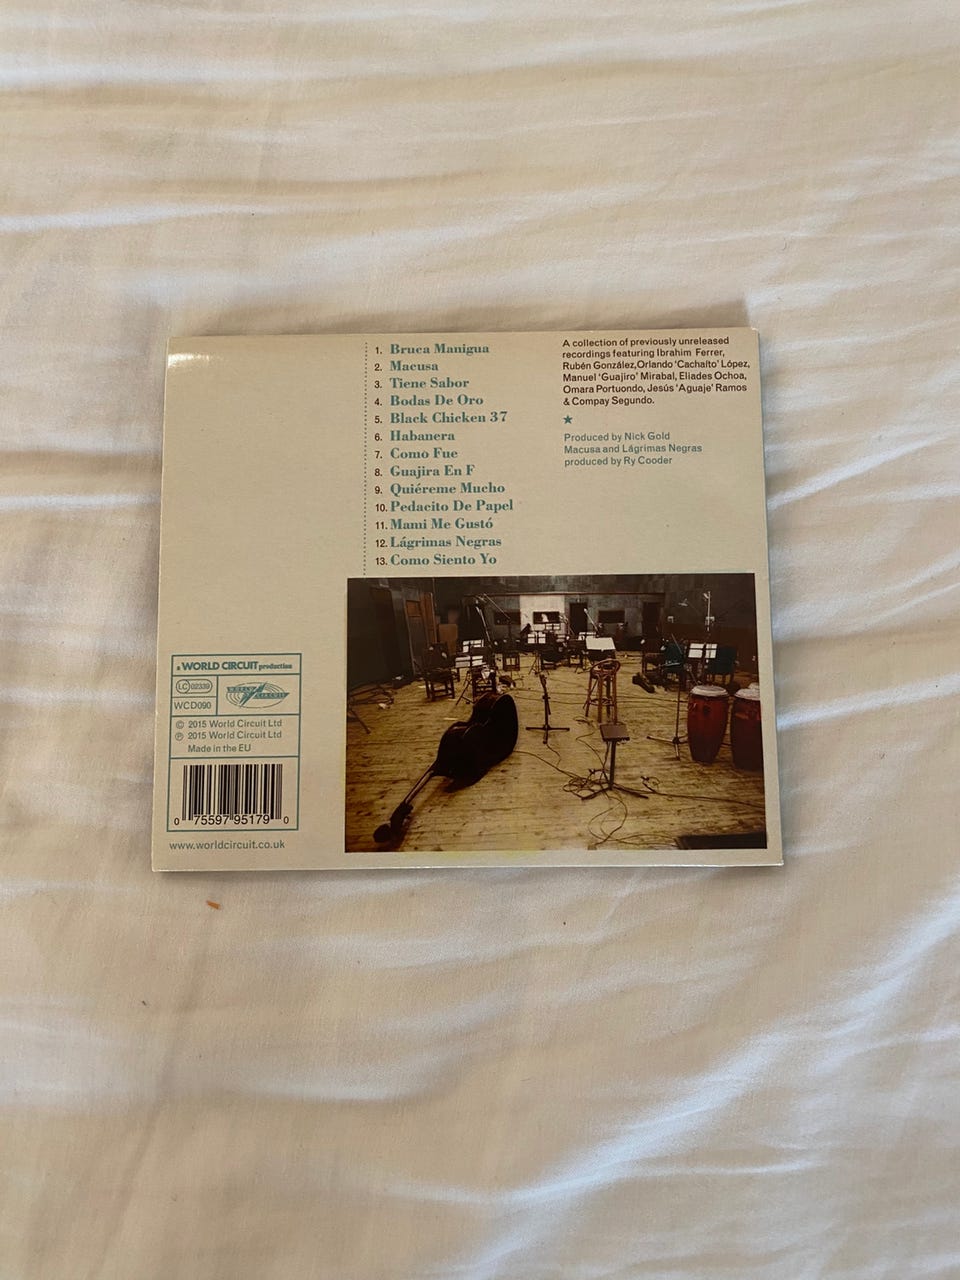 1. Bruca Manigua
2. Macusa
3. Tiene Sabor
4. Bodas De Oro
5. Black Chicken 37
6. Habanera
7. Como Fue
8. Guajira En F
9. Quiéreme Mucho
10. Pedacito De Papel
11. Mami Me Gustó
12. Lágrimas Negras
13. Como Siento Yo
A collection of previously unreleased
recordings featuring Ibrahim Ferrer,
Rubén González, Orlando ‘Cachaíto’ López,
Manuel ‘Guajiro’ Mirabal, Eliades Ochoa,
Omara Portuondo, Jesús ‘Aguaje’ Ramos
& Compay Segundo.
Produced by Nick Gold
Macusa and Lágrimas Negras
produced by Ry Cooder
a WORLD CIRCUIT production
LC 02339
WORLD CIRCUIT
WCD090
© 2015 World Circuit Ltd
℗ 2015 World Circuit Ltd
Made in the EU
0 75597 95179 0
www.worldcircuit.co.uk